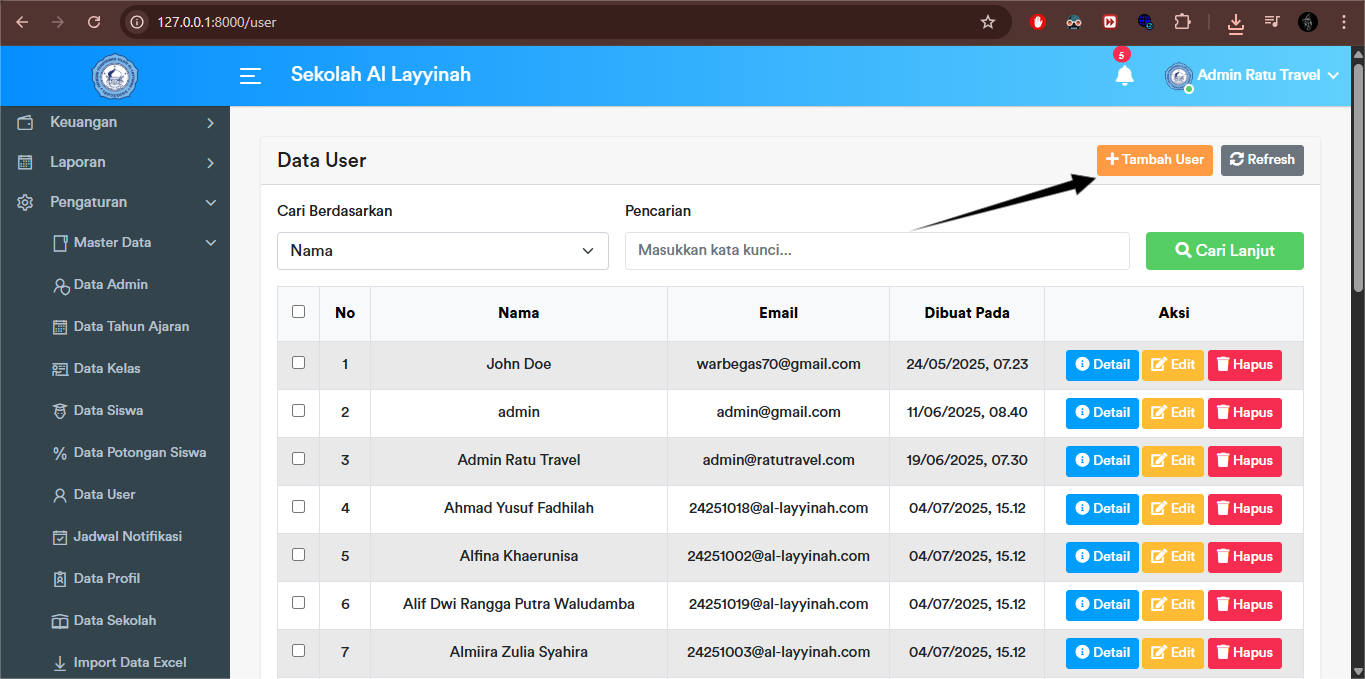 127.0.0.1:8000/user
Sekolah Al Layyinah
5
Admin Ratu Travel
Keuangan
Laporan
Pengaturan
Master Data
Data Admin
Data Tahun Ajaran
Data Kelas
Data Siswa
Data Potongan Siswa
Data User
Jadwal Notifikasi
Data Profil
Data Sekolah
Import Data Excel
Data User
Tambah User
Refresh
Cari Berdasarkan
Pencarian
Nama
Masukkan kata kunci...
Cari Lanjut
No Nama Email Dibuat Pada Aksi
1 John Doe warbegas70@gmail.com 24/05/2025, 07.23 Detail Edit Hapus
2 admin admin@gmail.com 11/06/2025, 08.40 Detail Edit Hapus
3 Admin Ratu Travel admin@ratutravel.com 19/06/2025, 07.30 Detail Edit Hapus
4 Ahmad Yusuf Fadhilah 24251018@al-layyinah.com 04/07/2025, 15.12 Detail Edit Hapus
5 Alfina Khaerunisa 24251002@al-layyinah.com 04/07/2025, 15.12 Detail Edit Hapus
6 Alif Dwi Rangga Putra Waludamba 24251019@al-layyinah.com 04/07/2025, 15.12 Detail Edit Hapus
7 Almiira Zulia Syahira 24251003@al-layyinah.com 04/07/2025, 15.12 Detail Edit Hapus